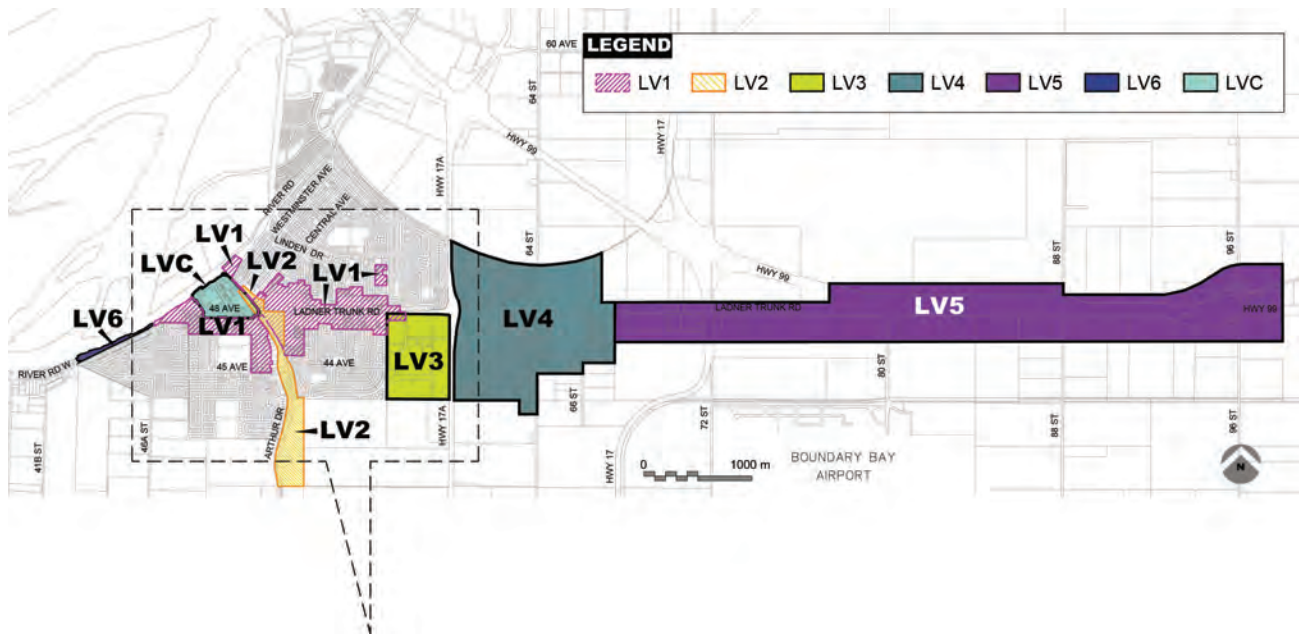 60 AVE
LEGEND
LV1
LV2
LV3
LV4
LV5
LV6
LVC
64 ST
HWY 17
HWY 99
HWY 17A
RIVER RD
WESTMINSTER AVE
CENTRAL AVE
LINDEN DR
LV1
LVC
LV2
LV1
64 ST
HWY 99
88 ST
96 ST
48 AVE
LADNER TRUNK RD
LV6
LV1
LV4
LADNER TRUNK RD
LV5
HWY 99
RIVER RD W
45 AVE
44 AVE
LV3
80 ST
66 ST
72 ST
46A ST
ARTHUR DR
LV2
HWY 17A
88 ST
96 ST
41B ST
HWY 17
0
1000 m
BOUNDARY BAY
AIRPORT
N